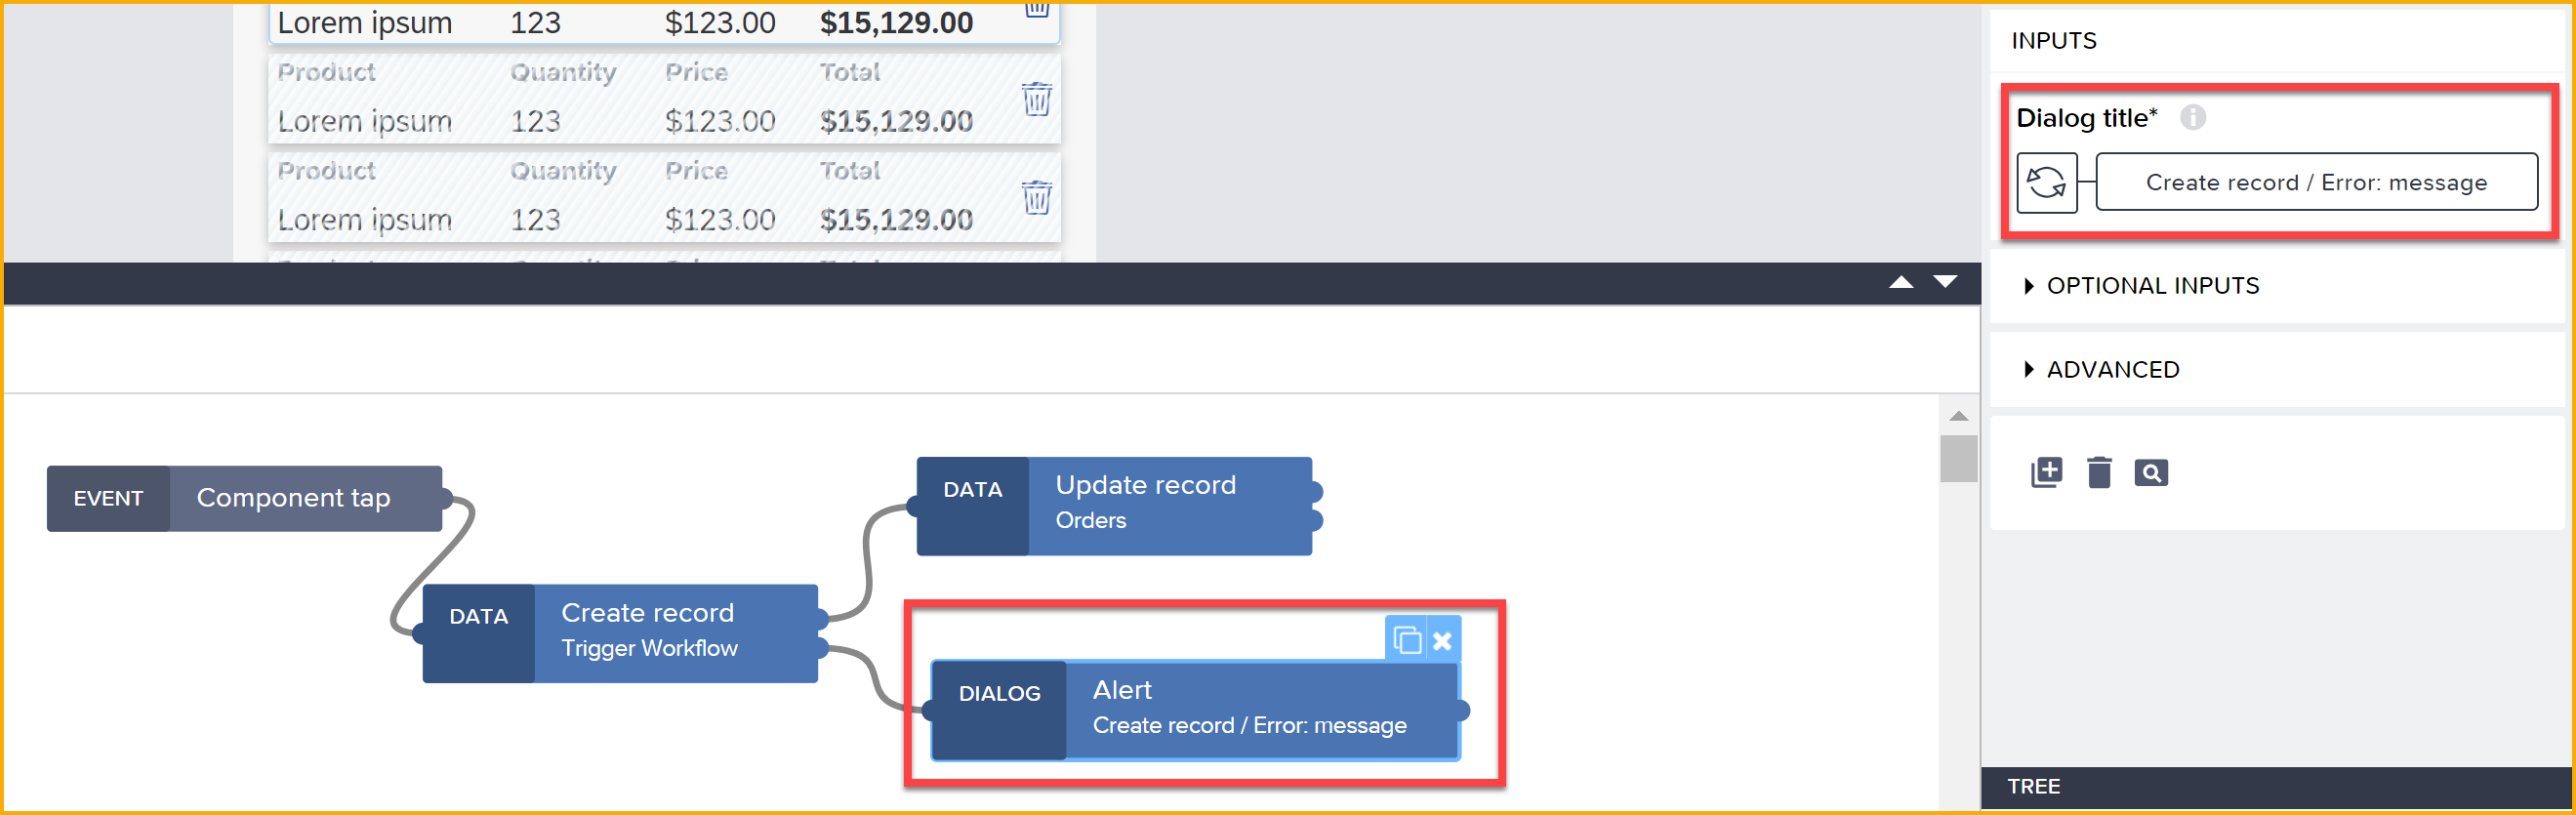 Lorem ipsum 123 $123.00 $15,129.00
Product Quantity Price Total
Lorem ipsum 123 $123.00 $15,129.00
Product Quantity Price Total
Lorem ipsum 123 $123.00 $15,129.00
INPUTS
Dialog title*
Create record / Error: message
OPTIONAL INPUTS
ADVANCED
EVENT Component tap
DATA Update record
Orders
DATA Create record
Trigger Workflow
DIALOG Alert
Create record / Error: message
TREE